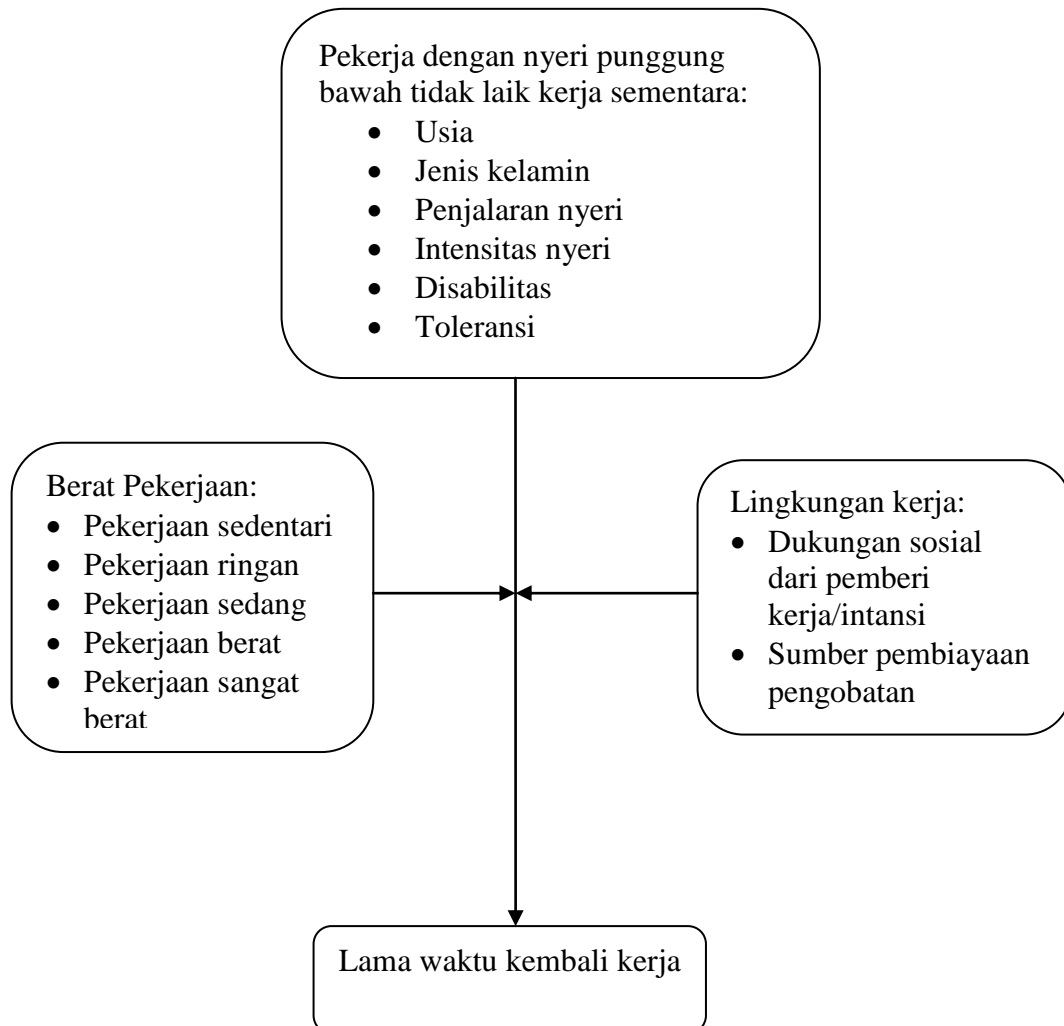 Pekerja dengan nyeri punggung
bawah tidak laik kerja sementara:
• Usia
• Jenis kelamin
• Penjalaran nyeri
• Intensitas nyeri
• Disabilitas
• Toleransi
Berat Pekerjaan:
• Pekerjaan sedentari
• Pekerjaan ringan
• Pekerjaan sedang
• Pekerjaan berat
• Pekerjaan sangat
berat
Lingkungan kerja:
• Dukungan sosial
dari pemberi
kerja/intansi
• Sumber pembiayaan
pengobatan
Lama waktu kembali kerja